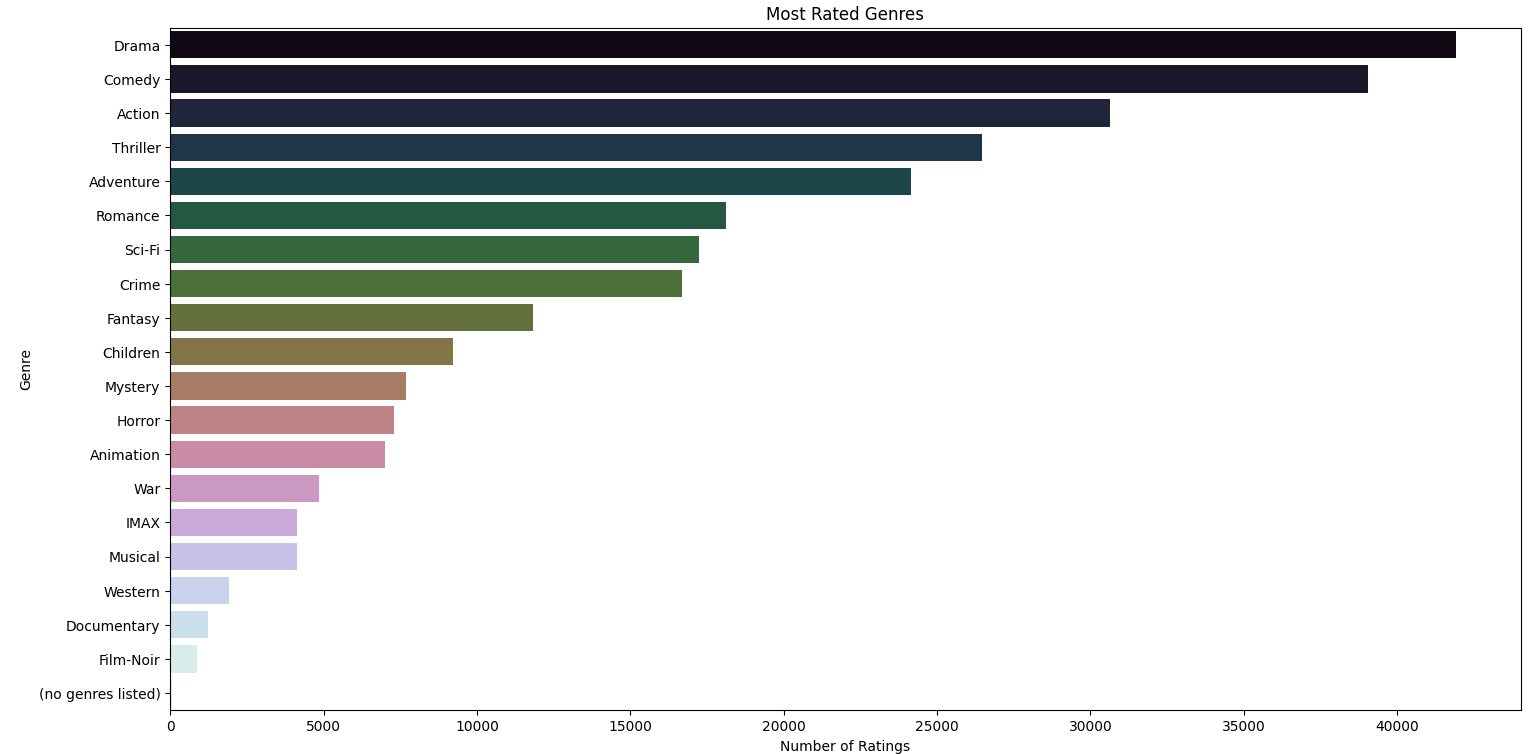 Most Rated Genres
Drama
Comedy
Action
Thriller
Adventure
Romance
Sci-Fi
Crime
Fantasy
Children
Mystery
Horror
Animation
War
IMAX
Musical
Western
Documentary
Film-Noir
(no genres listed)
Genre
0 5000 10000 15000 20000 25000 30000 35000 40000
Number of Ratings